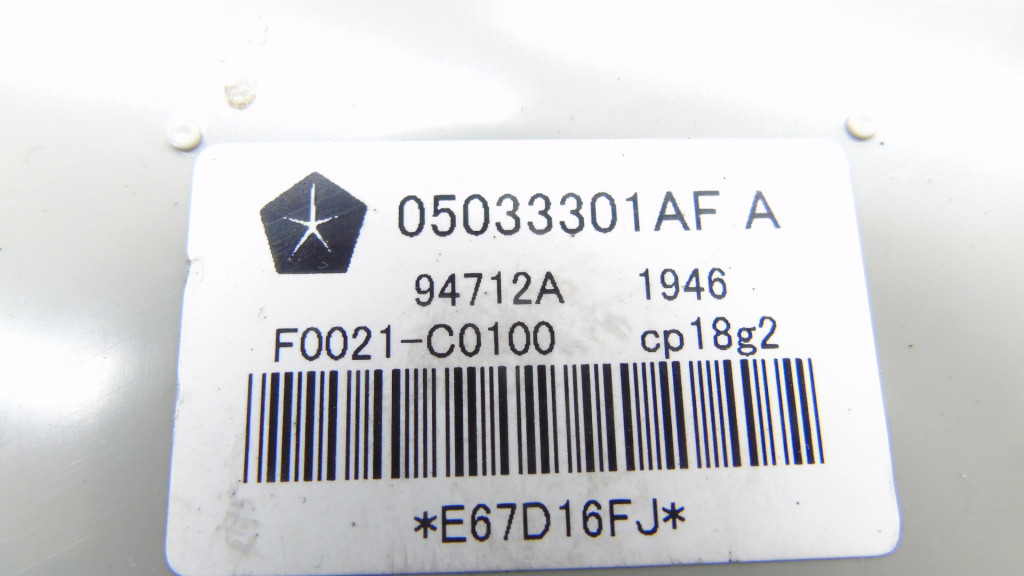 05033301AF A
94712A 1946
F0021-C0100 cp18g2
*E67D16FJ*